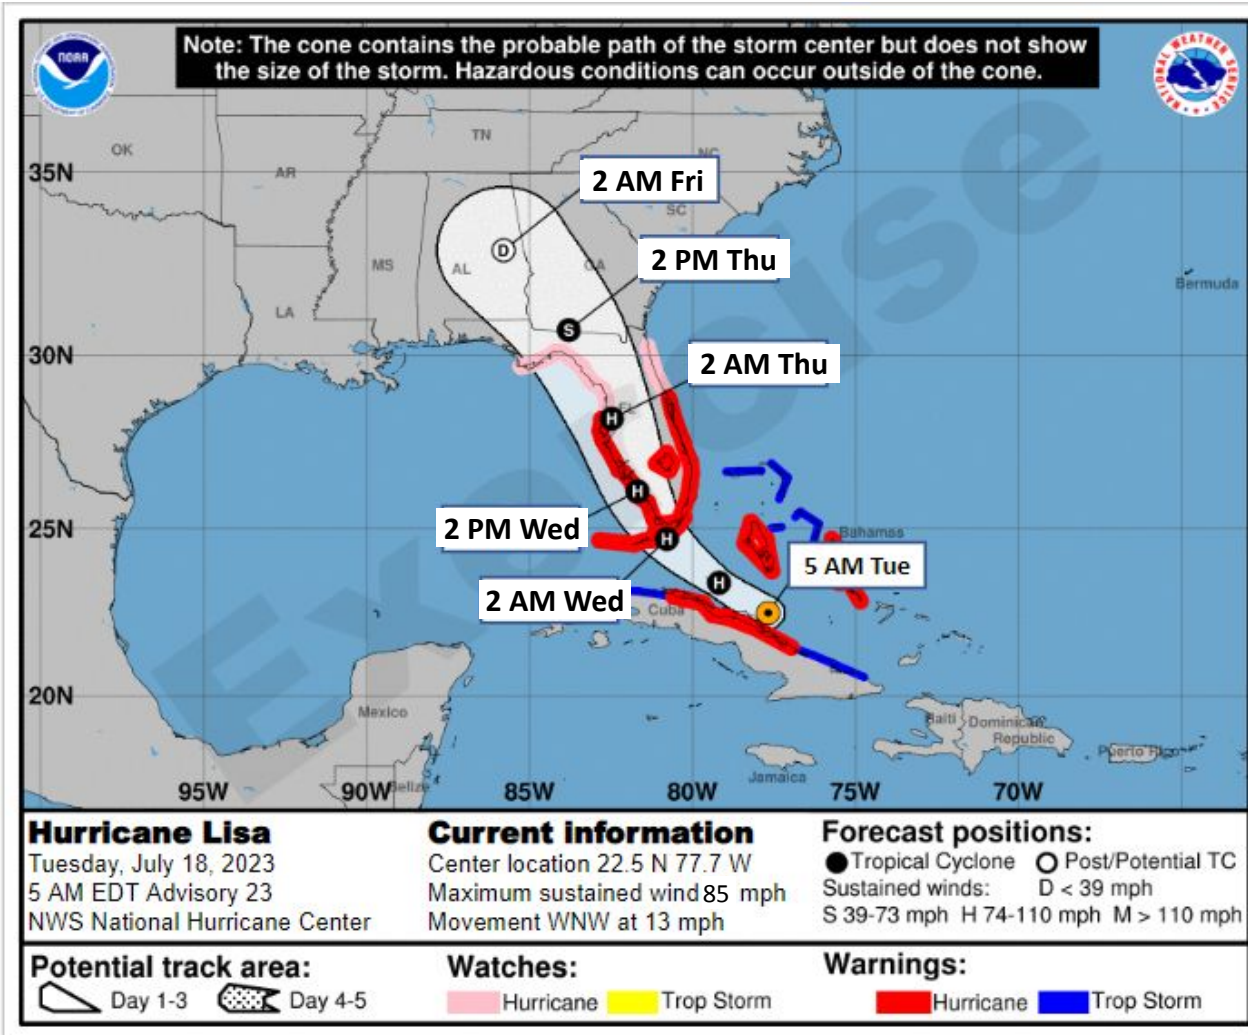 NOAA
Note: The cone contains the probable path of the storm center but does not show
the size of the storm. Hazardous conditions can occur outside of the cone.
NATIONAL WEATHER SERVICE
Exercise
OK
TN
NC
AR
SC
MS
AL
GA
LA
FL
Bermuda
35N
30N
25N
20N
2 AM Fri
D
2 PM Thu
S
2 AM Thu
H
2 PM Wed
H
Bahamas
H
5 AM Tue
2 AM Wed
H
Cuba
Mexico
Haiti
Dominican
Republic
Puerto Rico
Jamaica
Belize
95W 90W 85W 80W 75W 70W
Hurricane Lisa
Tuesday, July 18, 2023
5 AM EDT Advisory 23
NWS National Hurricane Center
Current information
Center location 22.5 N 77.7 W
Maximum sustained wind 85 mph
Movement WNW at 13 mph
Forecast positions:
Tropical Cyclone Post/Potential TC
Sustained winds: D < 39 mph
S 39-73 mph H 74-110 mph M > 110 mph
Potential track area:
Day 1-3 Day 4-5
Watches:
Hurricane Trop Storm
Warnings:
Hurricane Trop Storm